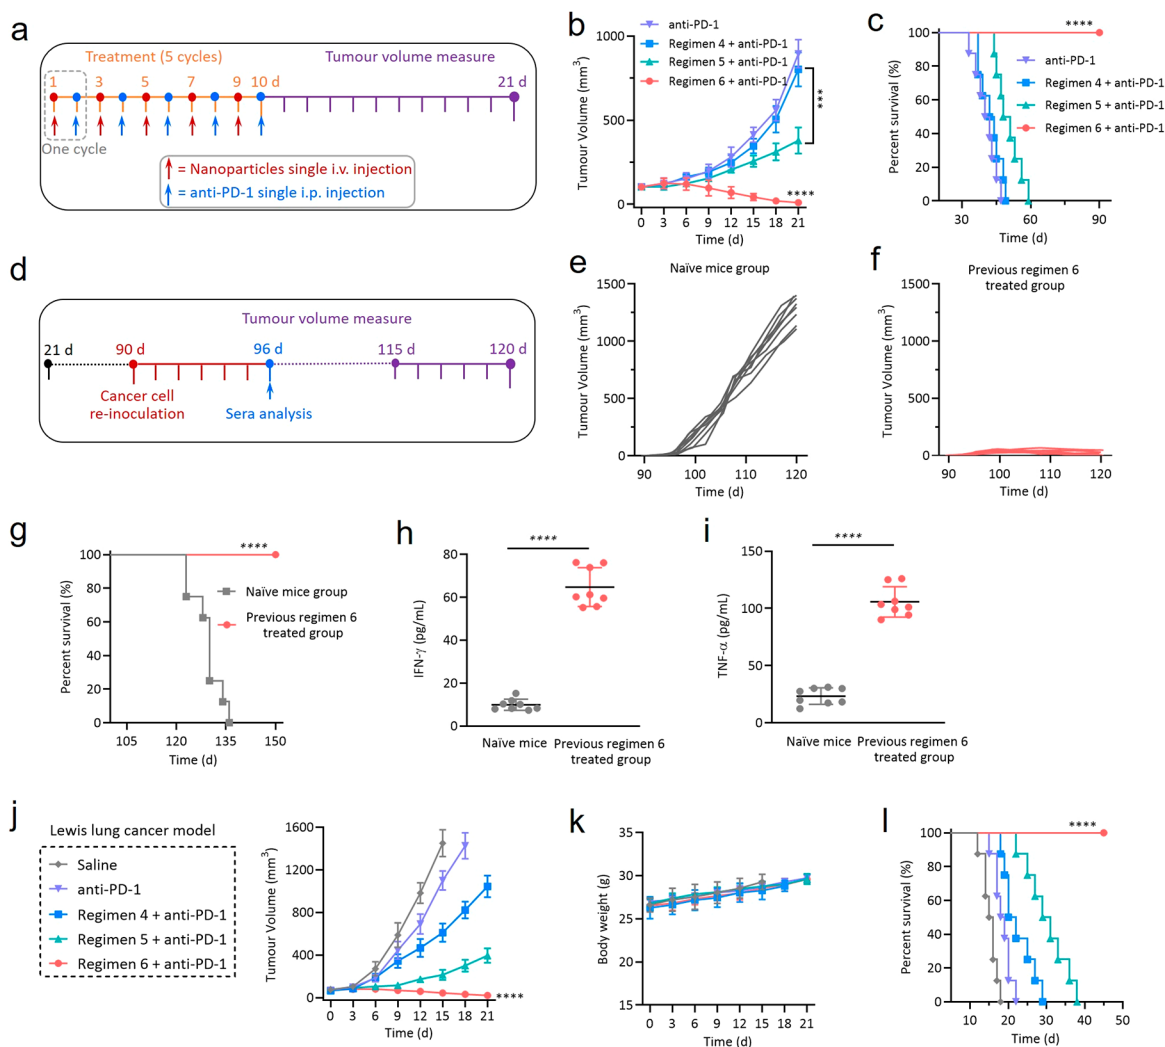 a
Treatment (5 cycles)
Tumour volume measure
1 3 5 7 9 10 d 21 d
One cycle
= Nanoparticles single i.v. injection
= anti-PD-1 single i.p. injection
b
anti-PD-1
Regimen 4 + anti-PD-1
Regimen 5 + anti-PD-1
Regimen 6 + anti-PD-1
Tumour Volume (mm³)
1000
500
0
***
****
0 3 6 9 12 15 18 21
Time (d)
c
****
anti-PD-1
Regimen 4 + anti-PD-1
Regimen 5 + anti-PD-1
Regimen 6 + anti-PD-1
Percent survival (%)
100
80
60
40
20
0
30 60 90
Time (d)
d
Tumour volume measure
21 d 90 d 96 d 115 d 120 d
Cancer cell
re-inoculation
Sera analysis
e
Naïve mice group
Tumour Volume (mm³)
1500
1000
500
0
90 100 110 120
Time (d)
f
Previous regimen 6
treated group
Tumour Volume (mm³)
1500
1000
500
0
90 100 110 120
Time (d)
g
****
Percent survival (%)
100
80
60
40
20
0
Naïve mice group
Previous regimen 6
treated group
105 120 135 150
Time (d)
h
****
IFN-γ (pg/mL)
80
60
40
20
0
Naïve mice
Previous regimen 6
treated group
i
****
TNF-α (pg/mL)
150
100
50
0
Naïve mice
Previous regimen 6
treated group
j
Lewis lung cancer model
Saline
anti-PD-1
Regimen 4 + anti-PD-1
Regimen 5 + anti-PD-1
Regimen 6 + anti-PD-1
Tumour Volume (mm³)
1600
1200
800
400
0
****
0 3 6 9 12 15 18 21
Time (d)
k
Body weight (g)
35
30
25
20
15
0 3 6 9 12 15 18 21
Time (d)
l
****
Percent survival (%)
100
80
60
40
20
0
10 20 30 40 50
Time (d)